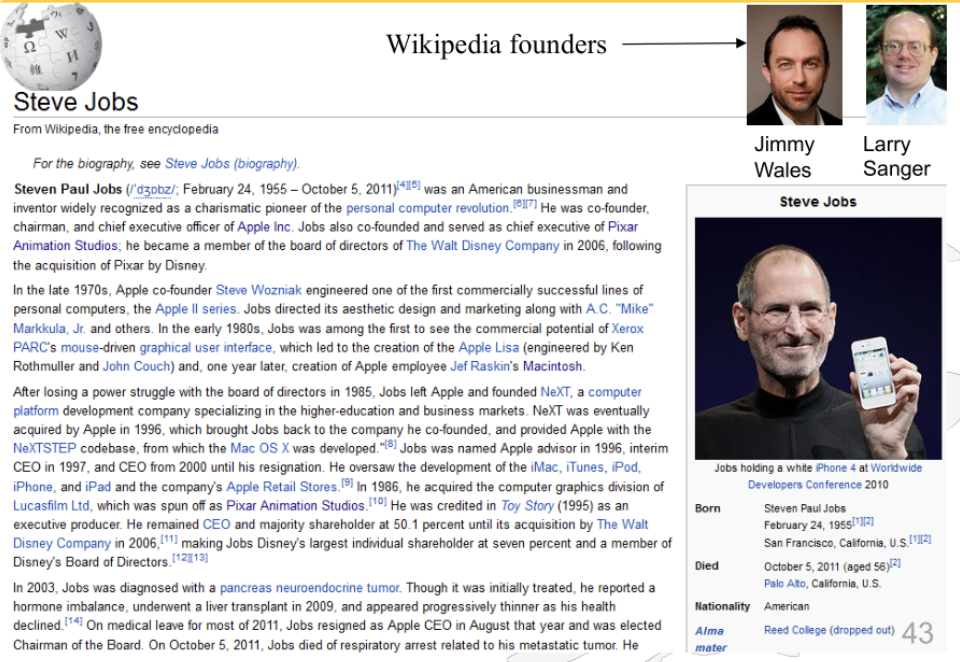 Wikipedia founders
Jimmy
Wales
Larry
Sanger
Steve Jobs
From Wikipedia, the free encyclopedia
For the biography, see Steve Jobs (biography).
Steven Paul Jobs (/ˈdʒɒbz/; February 24, 1955 – October 5, 2011)[4][5] was an American businessman and
inventor widely recognized as a charismatic pioneer of the personal computer revolution.[6][7] He was co-founder,
chairman, and chief executive officer of Apple Inc. Jobs also co-founded and served as chief executive of Pixar
Animation Studios; he became a member of the board of directors of The Walt Disney Company in 2006, following
the acquisition of Pixar by Disney.
In the late 1970s, Apple co-founder Steve Wozniak engineered one of the first commercially successful lines of
personal computers, the Apple II series. Jobs directed its aesthetic design and marketing along with A.C. "Mike"
Markkula, Jr. and others. In the early 1980s, Jobs was among the first to see the commercial potential of Xerox
PARC's mouse-driven graphical user interface, which led to the creation of the Apple Lisa (engineered by Ken
Rothmuller and John Couch) and, one year later, creation of Apple employee Jef Raskin's Macintosh.
After losing a power struggle with the board of directors in 1985, Jobs left Apple and founded NeXT, a computer
platform development company specializing in the higher-education and business markets. NeXT was eventually
acquired by Apple in 1996, which brought Jobs back to the company he co-founded, and provided Apple with the
NeXTSTEP codebase, from which the Mac OS X was developed."[8] Jobs was named Apple advisor in 1996, interim
CEO in 1997, and CEO from 2000 until his resignation. He oversaw the development of the iMac, iTunes, iPod,
iPhone, and iPad and the company's Apple Retail Stores.[9] In 1986, he acquired the computer graphics division of
Lucasfilm Ltd, which was spun off as Pixar Animation Studios.[10] He was credited in Toy Story (1995) as an
executive producer. He remained CEO and majority shareholder at 50.1 percent until its acquisition by The Walt
Disney Company in 2006,[11] making Jobs Disney's largest individual shareholder at seven percent and a member of
Disney's Board of Directors.[12][13]
In 2003, Jobs was diagnosed with a pancreas neuroendocrine tumor. Though it was initially treated, he reported a
hormone imbalance, underwent a liver transplant in 2009, and appeared progressively thinner as his health
declined.[14] On medical leave for most of 2011, Jobs resigned as Apple CEO in August that year and was elected
Chairman of the Board. On October 5, 2011, Jobs died of respiratory arrest related to his metastatic tumor. He
Steve Jobs
Jobs holding a white iPhone 4 at Worldwide
Developers Conference 2010
Born Steven Paul Jobs
February 24, 1955[1][2]
San Francisco, California, U.S.[1][2]
Died October 5, 2011 (aged 56)[2]
Palo Alto, California, U.S.
Nationality American
Alma Reed College (dropped out)
mater
43